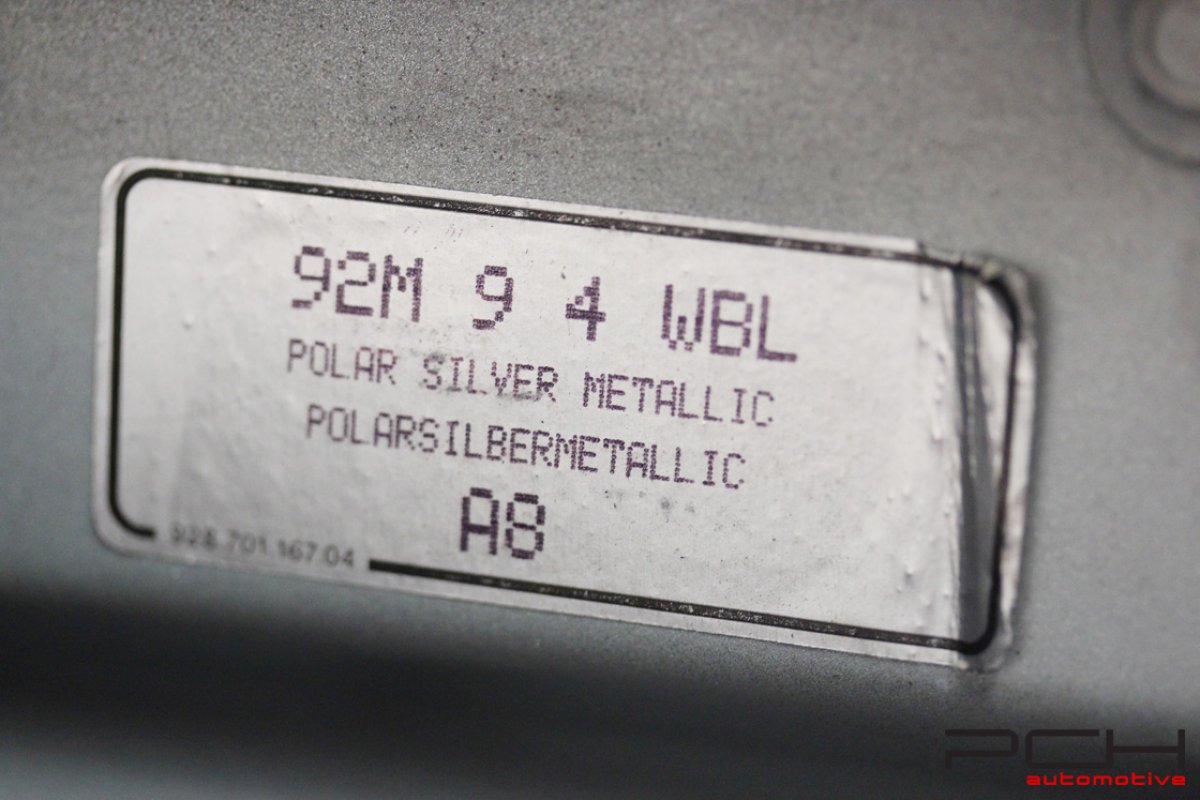 92M 9 4 WBL
POLAR SILVER METALLIC
POLARSILBERMETALLIC
A8
928.701.167.04
PCH
automotive